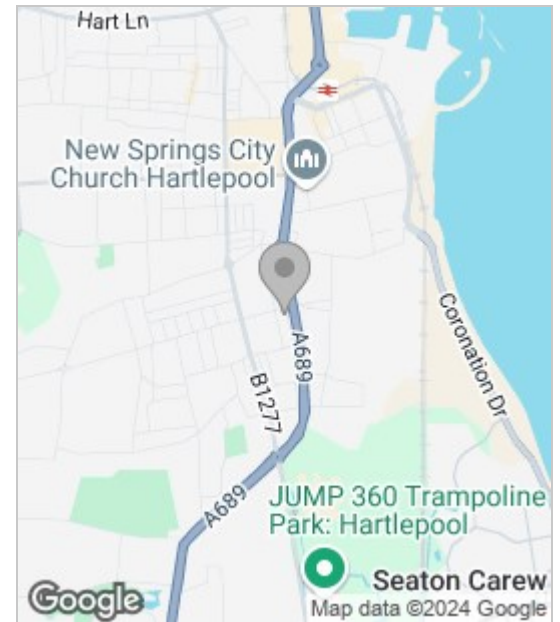 Hart Ln
New Springs City
Church Hartlepool
Coronation Dr
A689
B1277
A689
JUMP 360 Trampoline
Park: Hartlepool
Seaton Carew
Google
Map data ©2024 Google